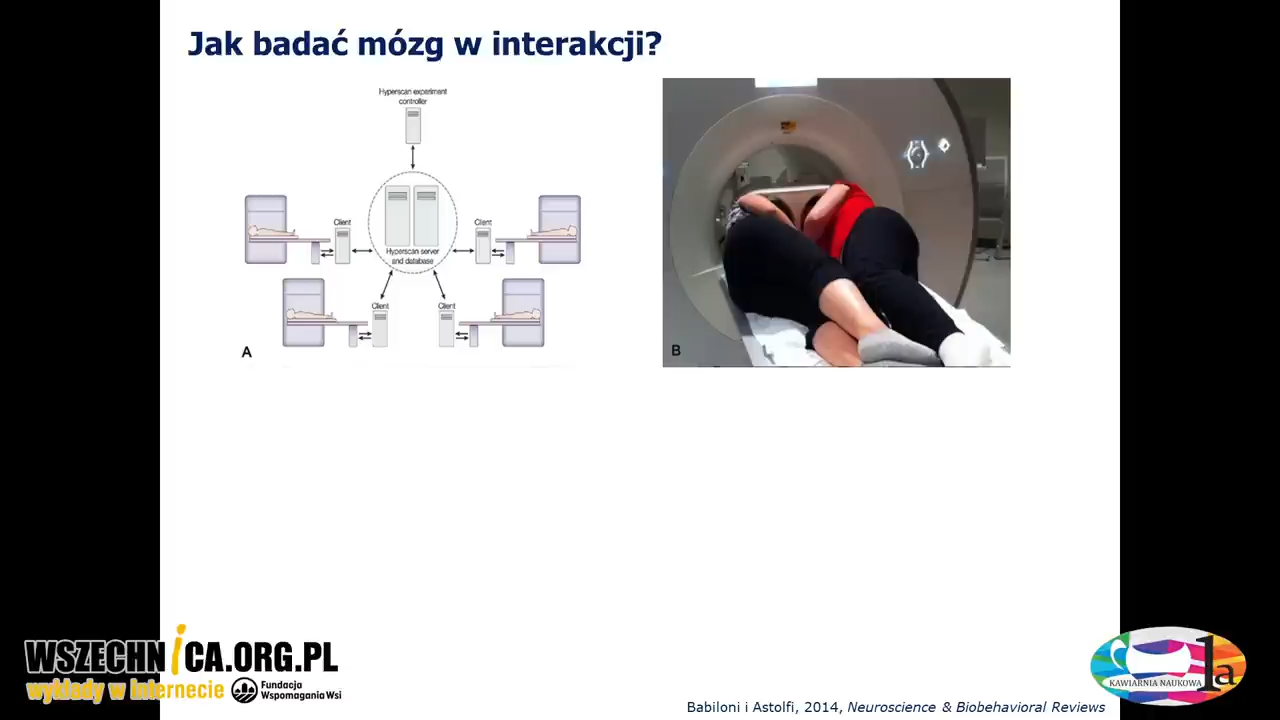 Jak badać mózg w interakcji?
Hyperscan experiment
controller
Client
Client
Hyperscan server
and database
Client
Client
A
B
WSZECHNiCA.ORG.PL
wykłady w internecie
Fundacja
Wspomagania Wsi
KAWIARNIA NAUKOWA
1a
Babiloni i Astolfi, 2014, Neuroscience & Biobehavioral Reviews